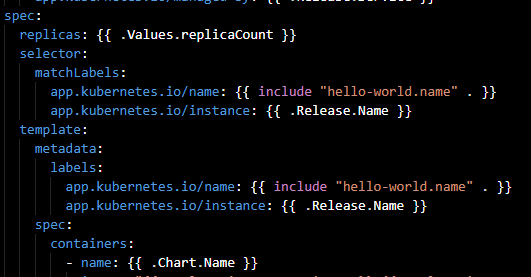 spec:
  replicas: {{ .Values.replicaCount }}
  selector:
    matchLabels:
      app.kubernetes.io/name: {{ include "hello-world.name" . }}
      app.kubernetes.io/instance: {{ .Release.Name }}
  template:
    metadata:
      labels:
        app.kubernetes.io/name: {{ include "hello-world.name" . }}
        app.kubernetes.io/instance: {{ .Release.Name }}
    spec:
      containers:
        - name: {{ .Chart.Name }}